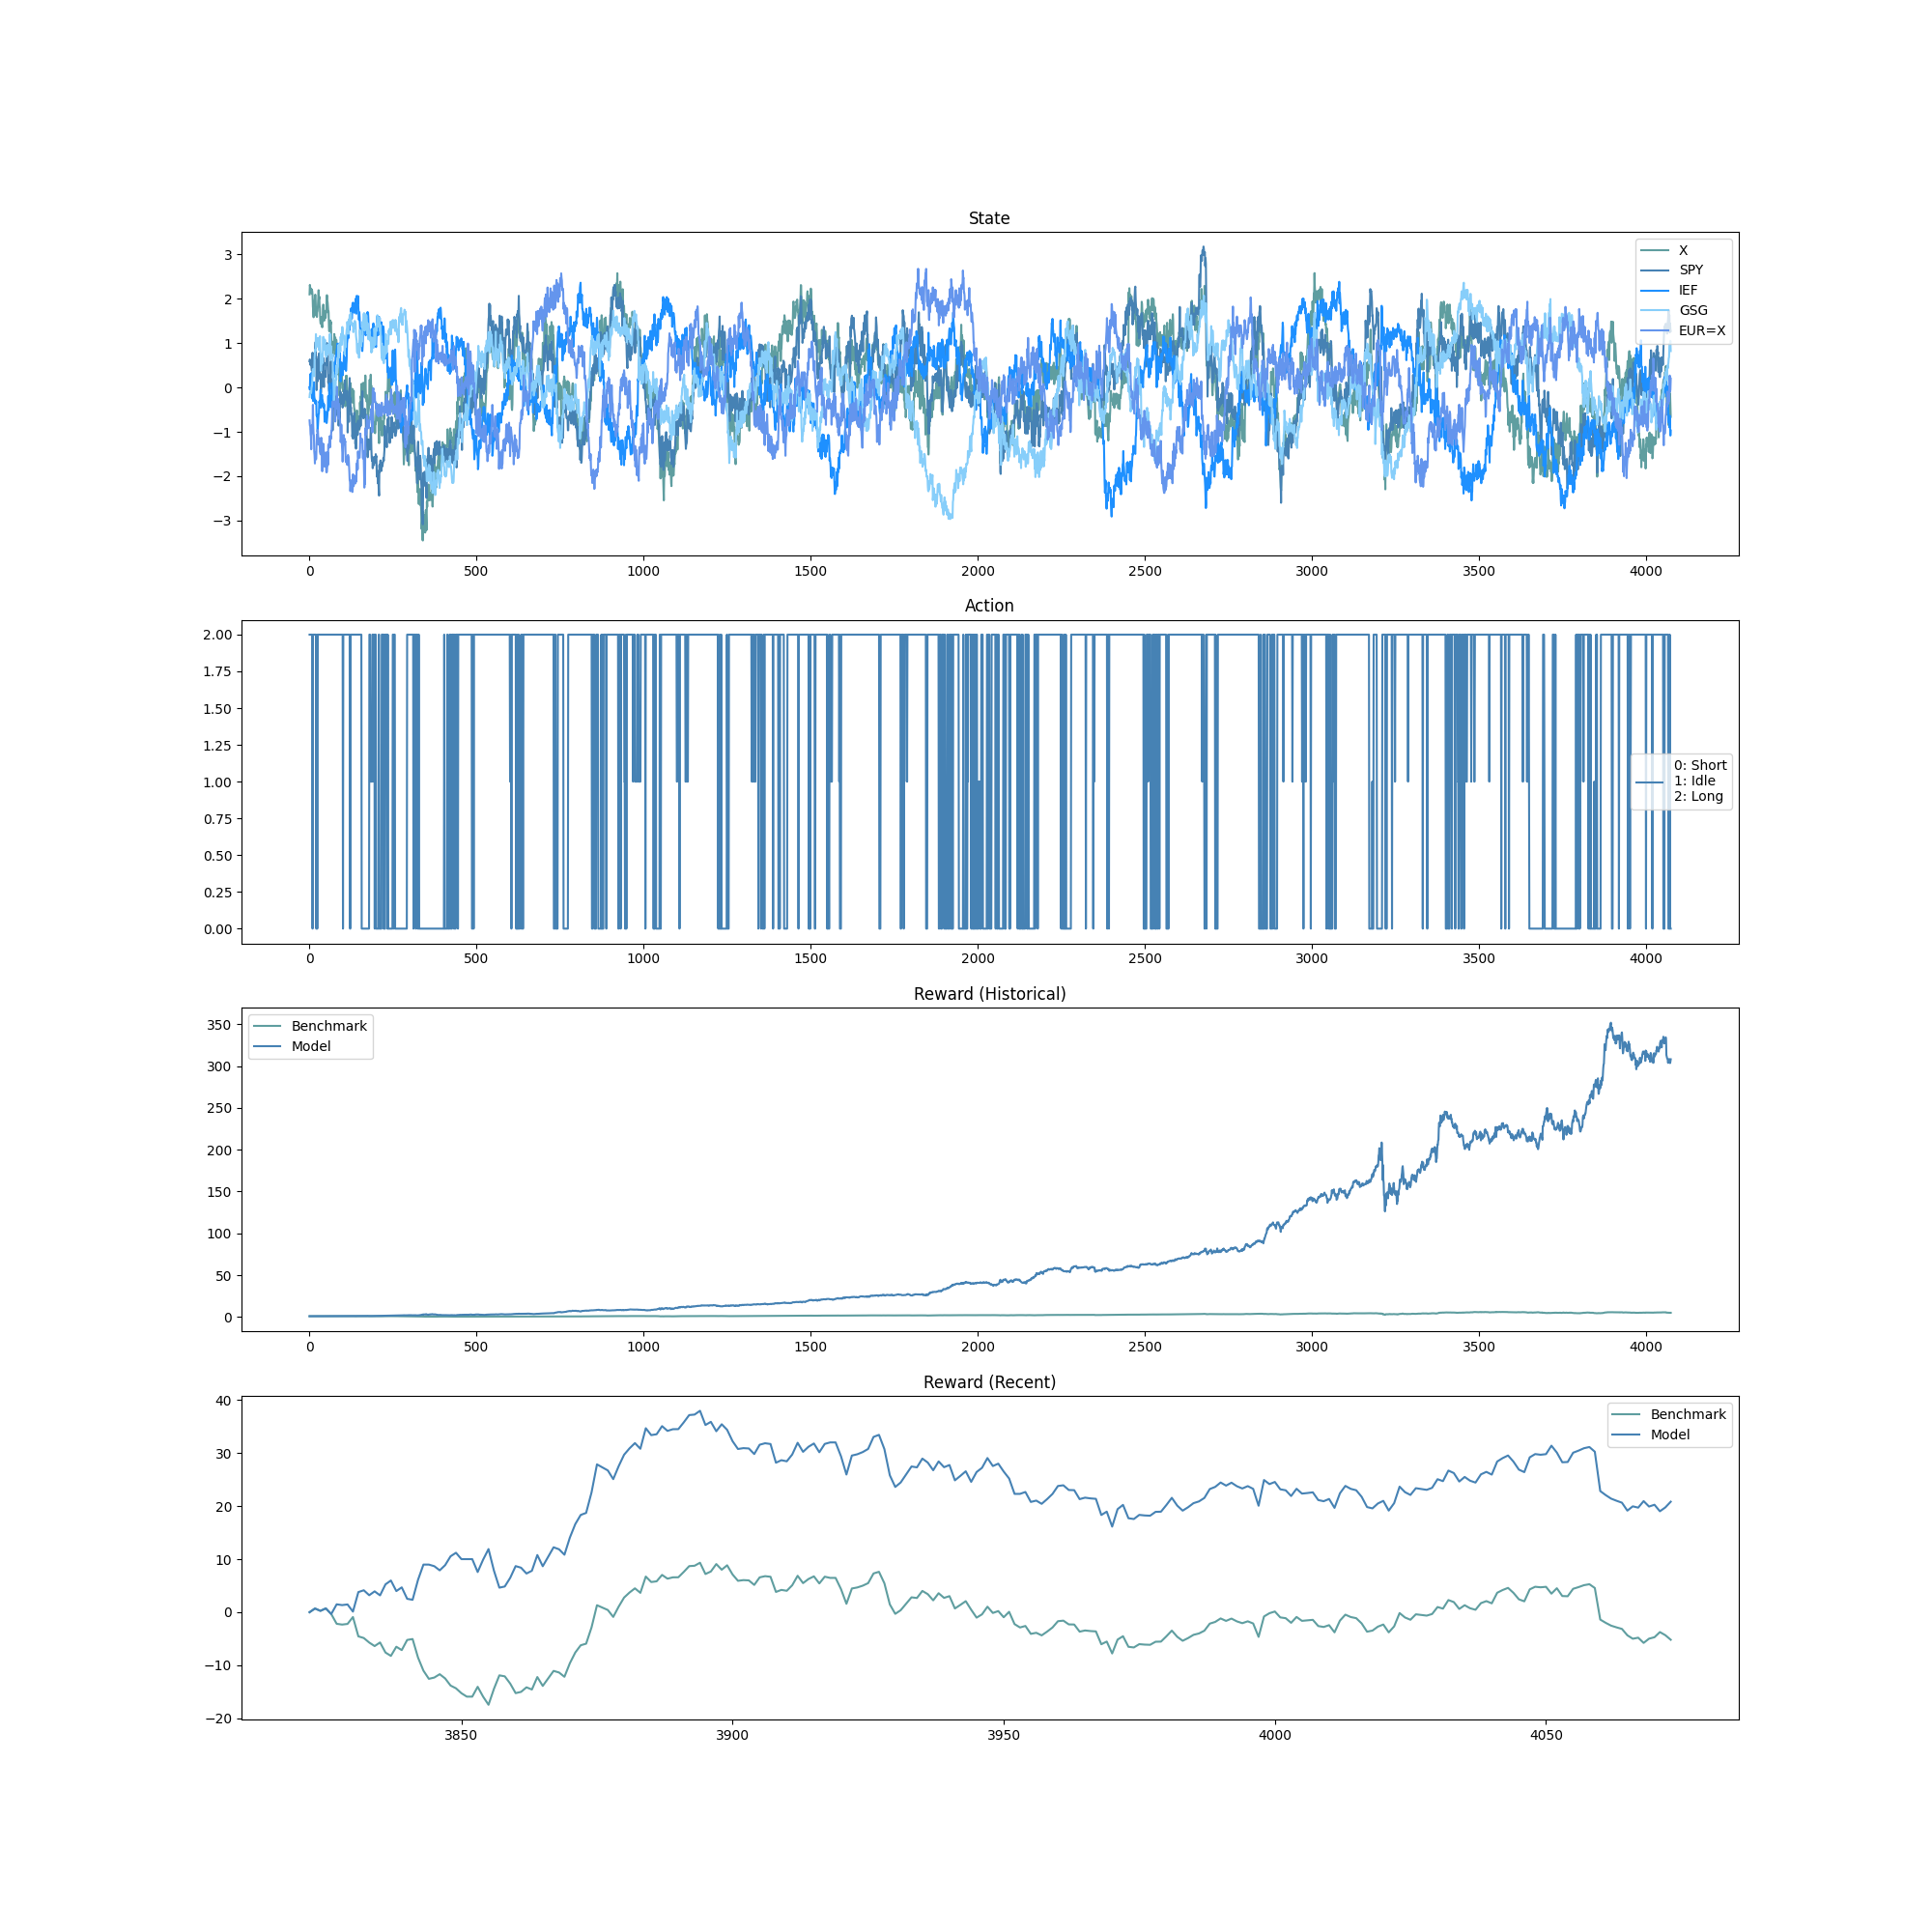 State
3
2
1
0
−1
−2
−3
X
SPY
IEF
GSG
EUR=X
0 500 1000 1500 2000 2500 3000 3500 4000
Action
2.00
1.75
1.50
1.25
1.00
0.75
0.50
0.25
0.00
0: Short
1: Idle
2: Long
0 500 1000 1500 2000 2500 3000 3500 4000
Reward (Historical)
350
300
250
200
150
100
50
0
Benchmark
Model
0 500 1000 1500 2000 2500 3000 3500 4000
Reward (Recent)
40
30
20
10
0
−10
−20
Benchmark
Model
3850 3900 3950 4000 4050